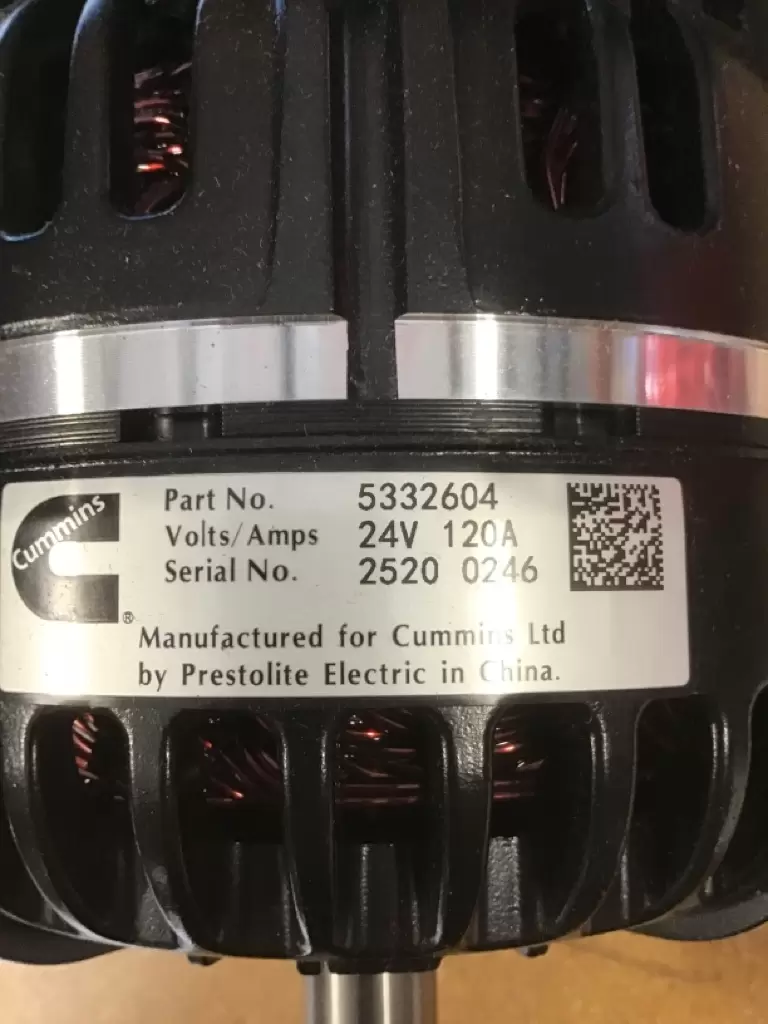 Cummins
Part No. 5332604
Volts/Amps 24V 120A
Serial No. 2520 0246
®
Manufactured for Cummins Ltd
by Prestolite Electric in China.